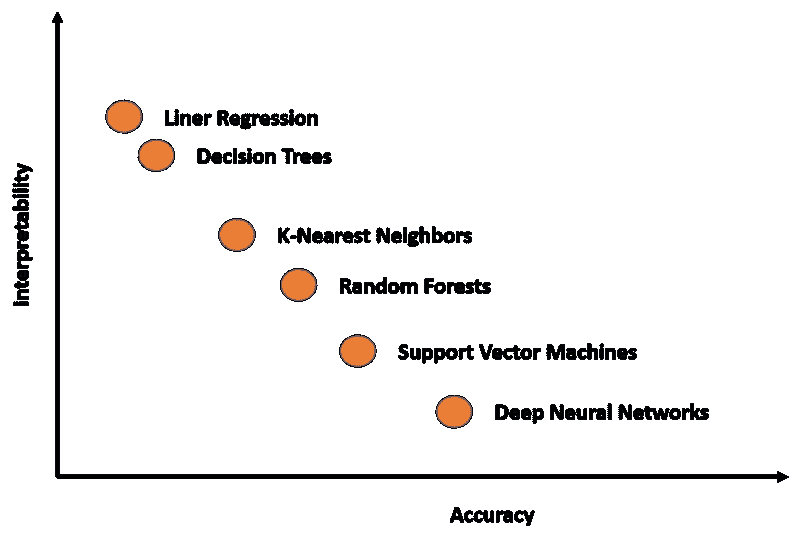 Liner Regression
Decision Trees
K-Nearest Neighbors
Random Forests
Support Vector Machines
Deep Neural Networks
Interpretability
Accuracy